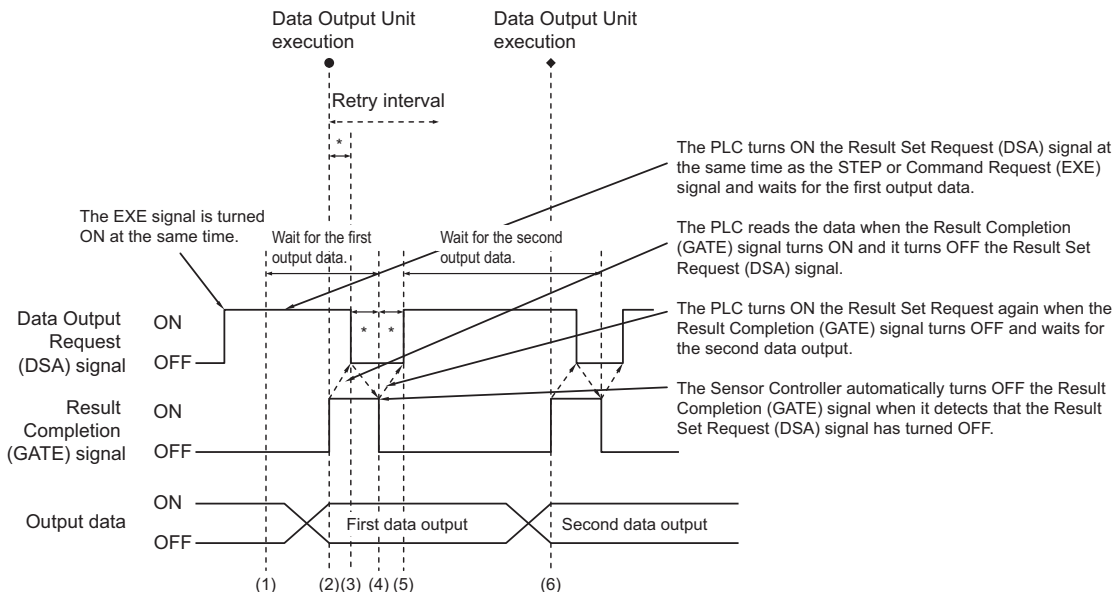 Data Output Unit
execution
Data Output Unit
execution
Retry interval
*
The PLC turns ON the Result Set Request (DSA) signal at
the same time as the STEP or Command Request (EXE)
signal and waits for the first output data.
The EXE signal is turned
ON at the same time.
Wait for the first
output data.
Wait for the second
output data.
The PLC reads the data when the Result Completion
(GATE) signal turns ON and it turns OFF the Result Set
Request (DSA) signal.
The PLC turns ON the Result Set Request again when the
Result Completion (GATE) signal turns OFF and waits for
the second data output.
The Sensor Controller automatically turns OFF the Result
Completion (GATE) signal when it detects that the Result
Set Request (DSA) signal has turned OFF.
Data Output
Request
(DSA) signal
ON
OFF
*
*
Result
Completion
(GATE) signal
ON
OFF
Output data
ON
OFF
First data output
Second data output
(1)
(2)
(3)
(4)
(5)
(6)